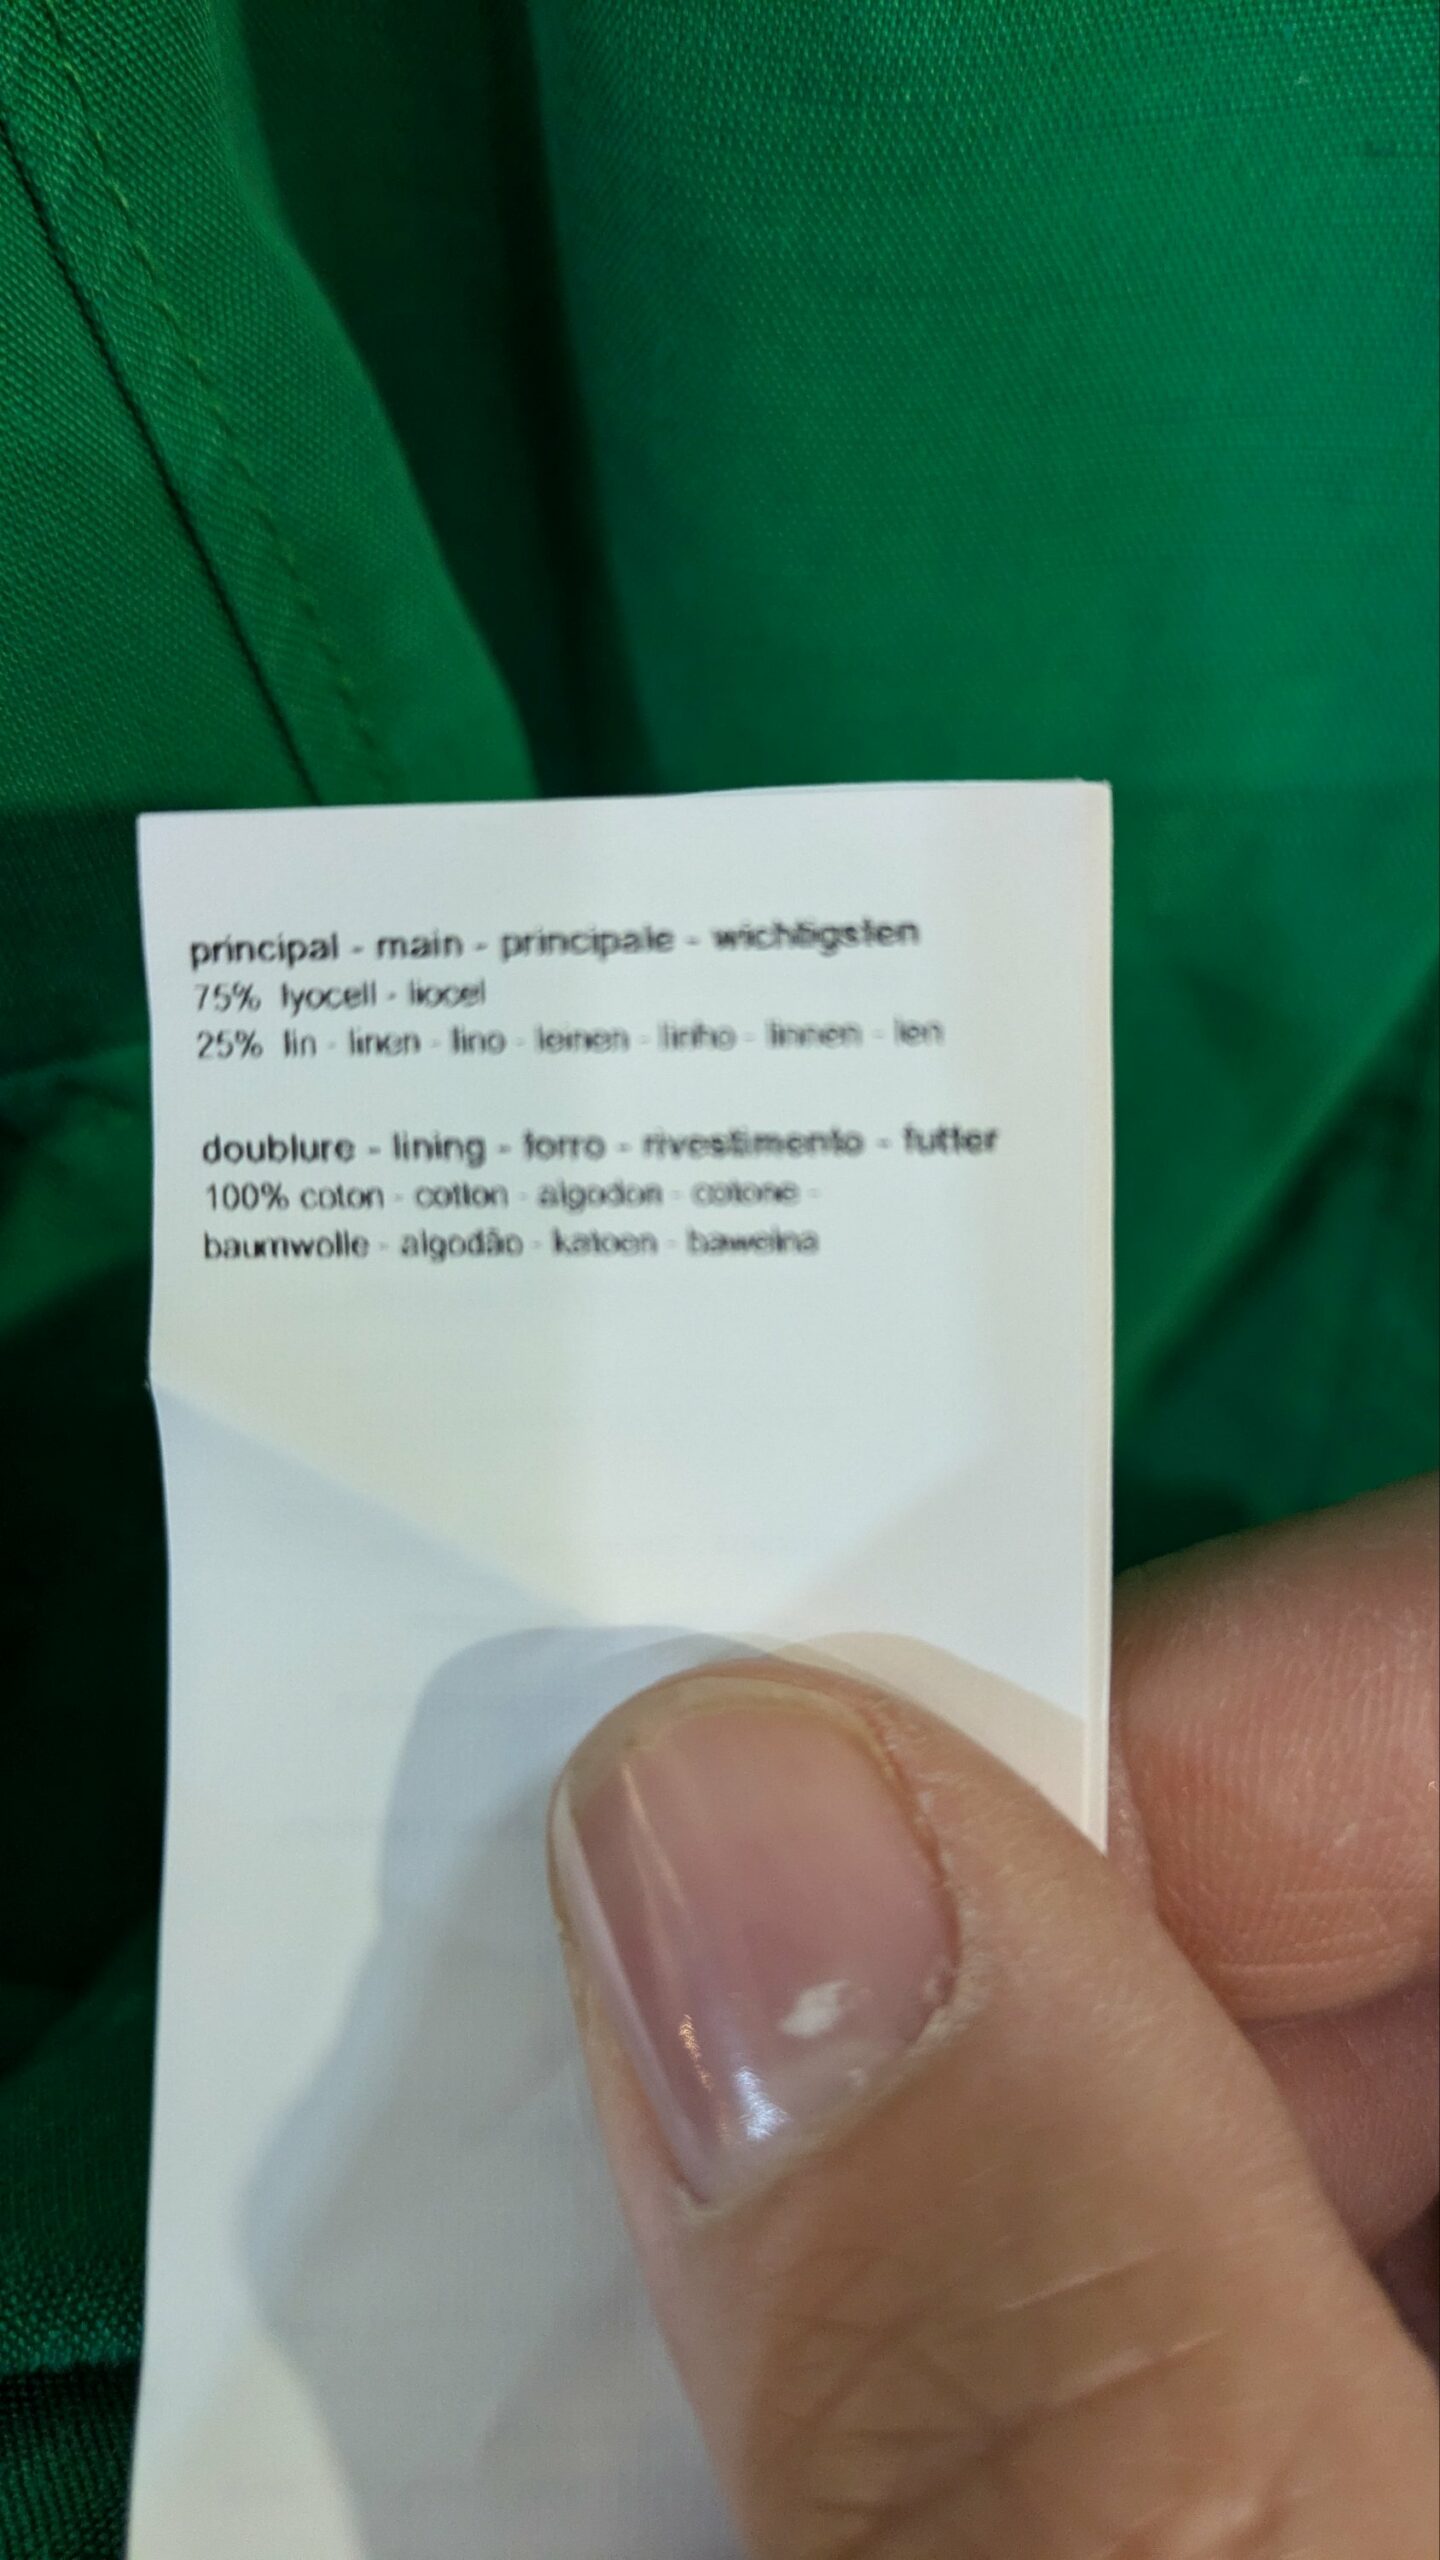 principal - main - principale - wichtigsten
75% lyocell - liocel
25% lin - linen - lino - leinen - linho - linnen - len
doublure - lining - forro - rivestimento - futter
100% coton - cotton - algodon - cotone -
baumwolle - algodão - katoen - bawelna